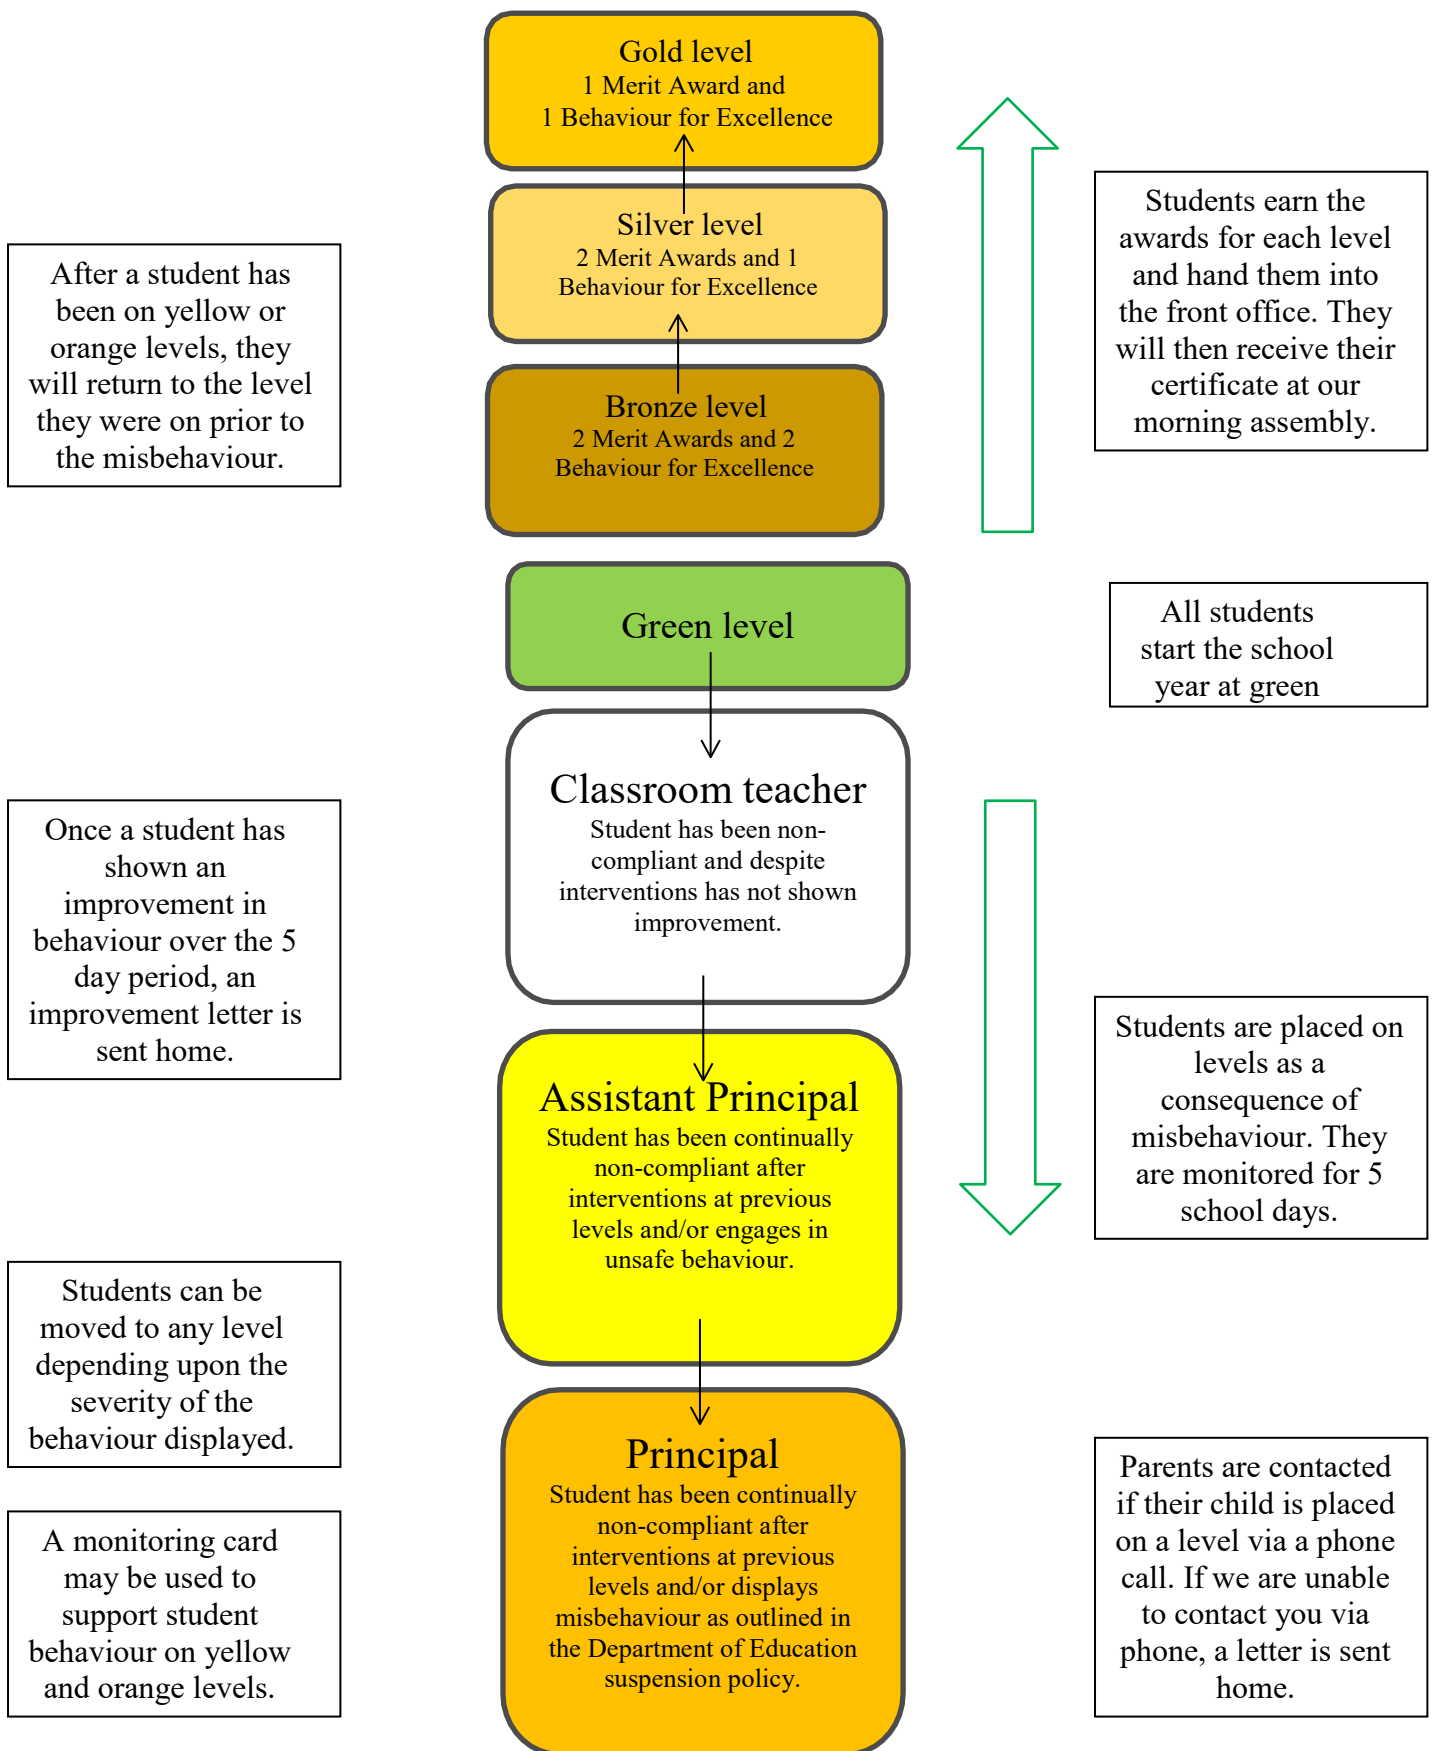 Gold level
1 Merit Award and
1 Behaviour for Excellence
Silver level
2 Merit Awards and 1
Behaviour for Excellence
Bronze level
2 Merit Awards and 2
Behaviour for Excellence
Students earn the
awards for each level
and hand them into
the front office. They
will then receive their
certificate at our
morning assembly.
After a student has
been on yellow or
orange levels, they
will return to the level
they were on prior to
the misbehaviour.
Green level
All students
start the school
year at green
Classroom teacher
Student has been non-
compliant and despite
interventions has not shown
improvement.
Once a student has
shown an
improvement in
behaviour over the 5
day period, an
improvement letter is
sent home.
Assistant Principal
Student has been continually
non-compliant after
interventions at previous
levels and/or engages in
unsafe behaviour.
Students are placed on
levels as a
consequence of
misbehaviour. They
are monitored for 5
school days.
Students can be
moved to any level
depending upon the
severity of the
behaviour displayed.
Principal
Student has been continually
non-compliant after
interventions at previous
levels and/or displays
misbehaviour as outlined in
the Department of Education
suspension policy.
Parents are contacted
if their child is placed
on a level via a phone
call. If we are unable
to contact you via
phone, a letter is sent
home.
A monitoring card
may be used to
support student
behaviour on yellow
and orange levels.